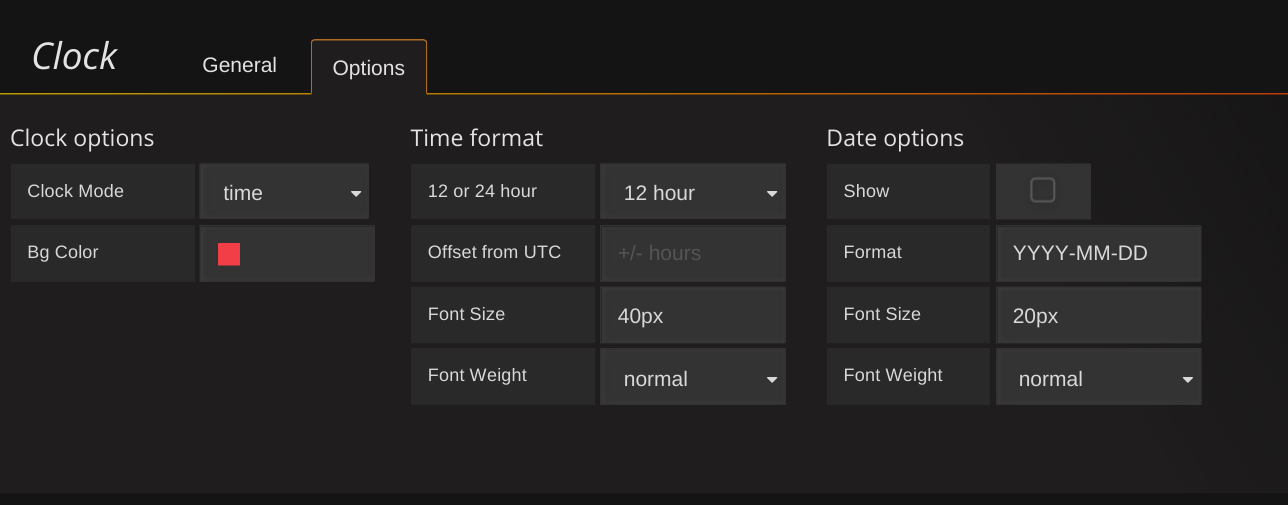 Clock
General
Options
Clock options
Clock Mode
time
Bg Color
Time format
12 or 24 hour
12 hour
Offset from UTC
+/- hours
Font Size
40px
Font Weight
normal
Date options
Show
Format
YYYY-MM-DD
Font Size
20px
Font Weight
normal